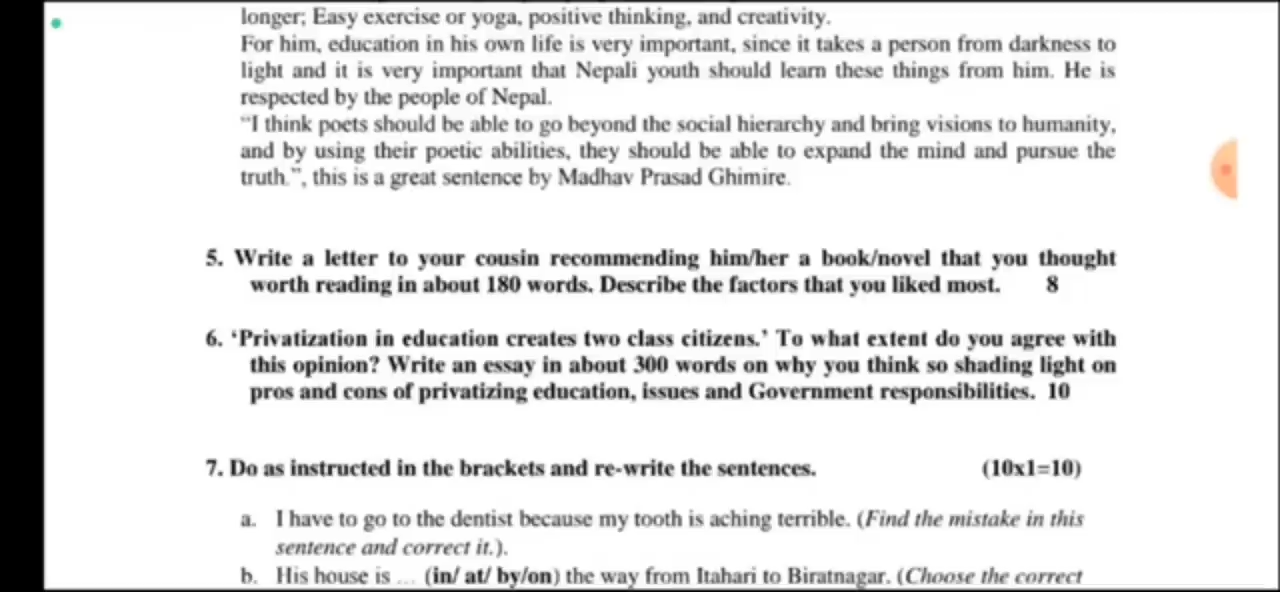 longer; Easy exercise or yoga, positive thinking, and creativity.
For him, education in his own life is very important, since it takes a person from darkness to
light and it is very important that Nepali youth should learn these things from him. He is
respected by the people of Nepal.
“I think poets should be able to go beyond the social hierarchy and bring visions to humanity,
and by using their poetic abilities, they should be able to expand the mind and pursue the
truth.”, this is a great sentence by Madhav Prasad Ghimire.
5. Write a letter to your cousin recommending him/her a book/novel that you thought
worth reading in about 180 words. Describe the factors that you liked most. 8
6. ‘Privatization in education creates two class citizens.’ To what extent do you agree with
this opinion? Write an essay in about 300 words on why you think so shading light on
pros and cons of privatizing education, issues and Government responsibilities. 10
7. Do as instructed in the brackets and re-write the sentences. (10x1=10)
a. I have to go to the dentist because my tooth is aching terrible. (Find the mistake in this
sentence and correct it.).
b. His house is ... (in/ at/ by/on) the way from Itahari to Biratnagar. (Choose the correct